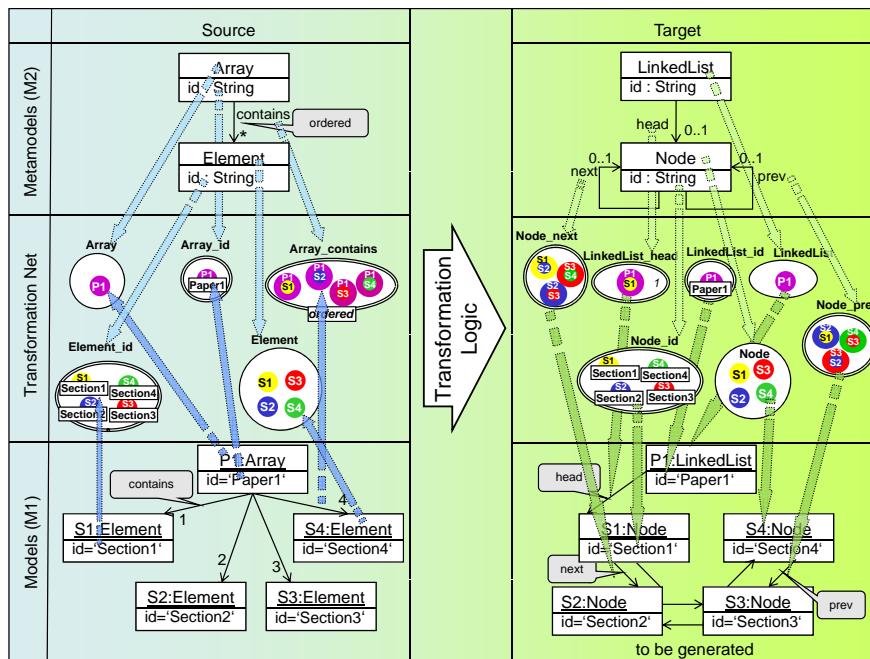 Source
Target
Metamodels (M2)
Array
id : String
contains
ordered
*
Element
id : String
LinkedList
id : String
head
0..1
0..1
Node
0..1
next
id : String
prev
Transformation Net
Array
P1
Array_id
P1
Paper1
Array_contains
P1
S1
P1
S2
P1
S3
P1
S4
ordered
Element_id
S1
Section1
S4
Section4
S2
Section2
S3
Section3
Element
S1
S3
S2
S4
Transformation
Logic
Node_next
S1
S2
S3
S4
S2
S3
LinkedList_head
P1
S1
1
LinkedList_id
P1
Paper1
LinkedList
P1
Node_id
S1
Section1
S4
Section4
S2
Section2
S3
Section3
Node
S1
S3
S2
S4
Node_prev
S2
S1
S4
S3
S3
S2
Models (M1)
P1:Array
id='Paper1'
contains
1
4
2
3
S1:Element
id='Section1'
S4:Element
id='Section4'
S2:Element
id='Section2'
S3:Element
id='Section3'
P1:LinkedList
id='Paper1'
head
S1:Node
id='Section1'
S4:Node
id='Section4'
next
S2:Node
id='Section2'
S3:Node
id='Section3'
prev
to be generated